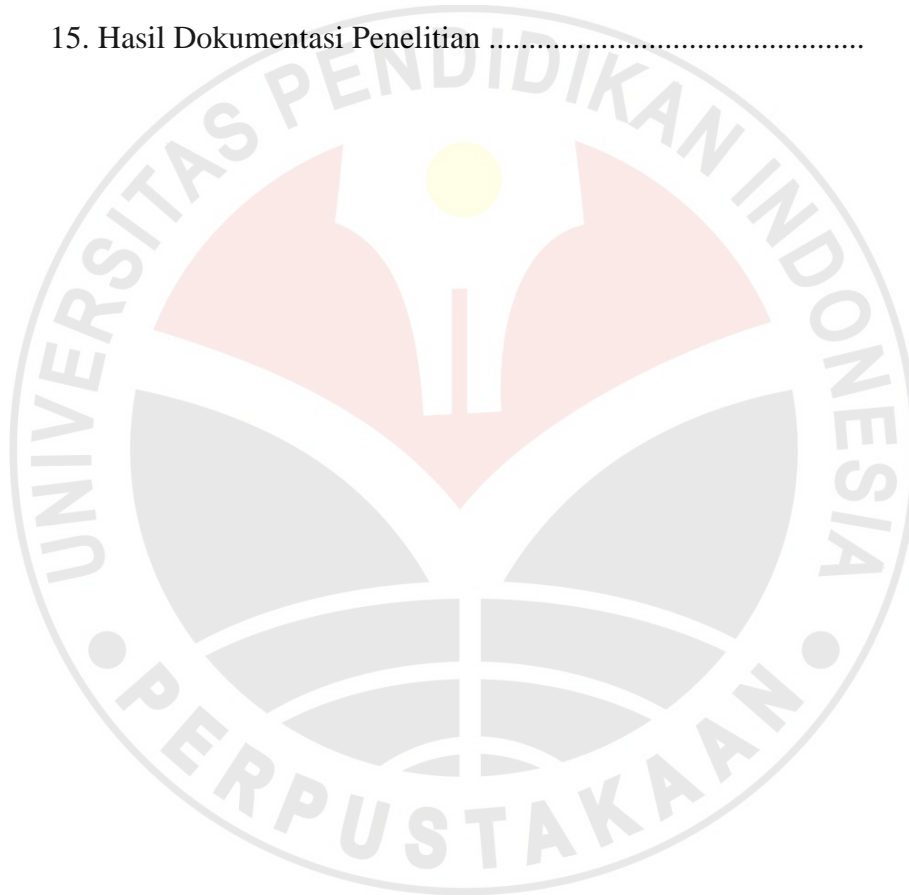 15. Hasil Dokumentasi Penelitian ...............................................
UNIVERSITAS PENDIDIKAN INDONESIA
PERPUSTAKAAN